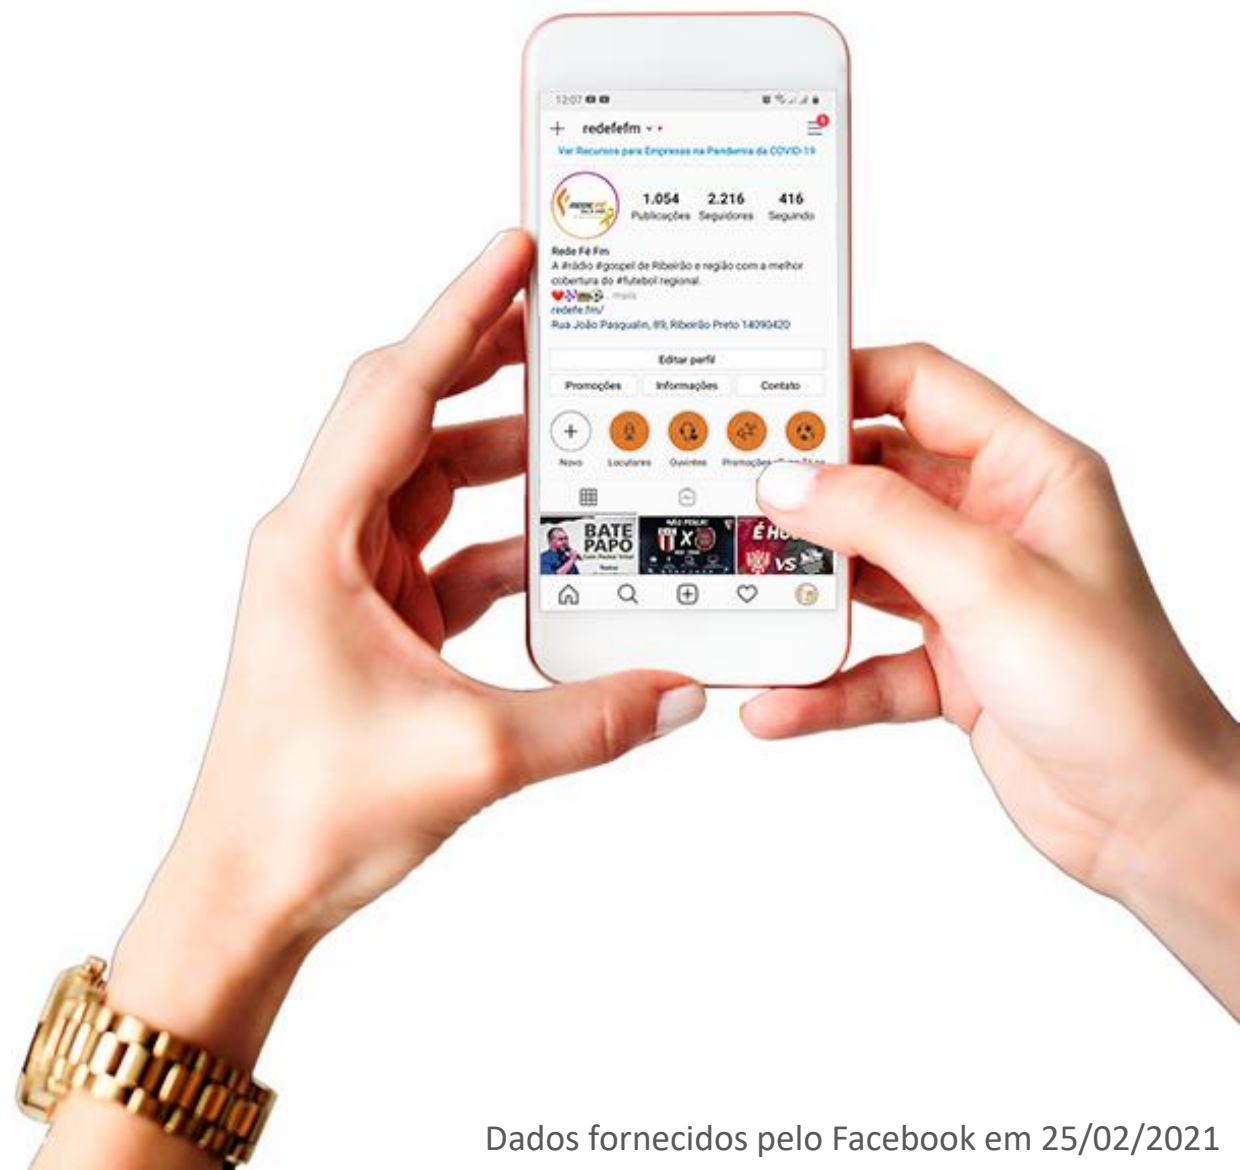 12:07
redefefm
Ver Recursos para Empresas na Pandemia da COVID-19
1.054 2.216 416
Publicações Seguidores Seguindo
Rede Fé Fm
A #rádio #gospel de Ribeirão e região com a melhor
cobertura do #futebol regional.
... mais
redefe.fm/
Rua João Pasqualin, 89, Ribeirão Preto 14090420
Editar perfil
Promoções Informações Contato
Novo Locutores Ouvintes Promoções
BATE
PAPO
NÃO PERCA!
X
VS
Dados fornecidos pelo Facebook em 25/02/2021